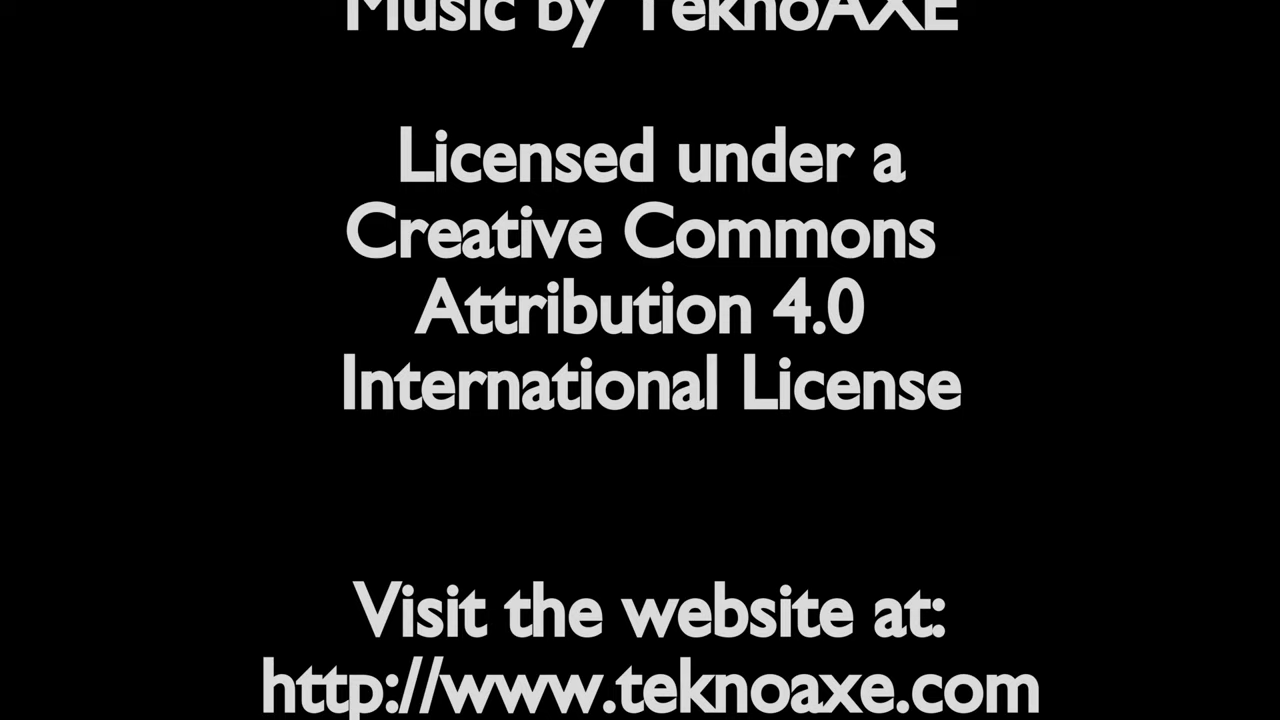 Music by TeknoAXE
Licensed under a
Creative Commons
Attribution 4.0
International License
Visit the website at:
http://www.teknoaxe.com